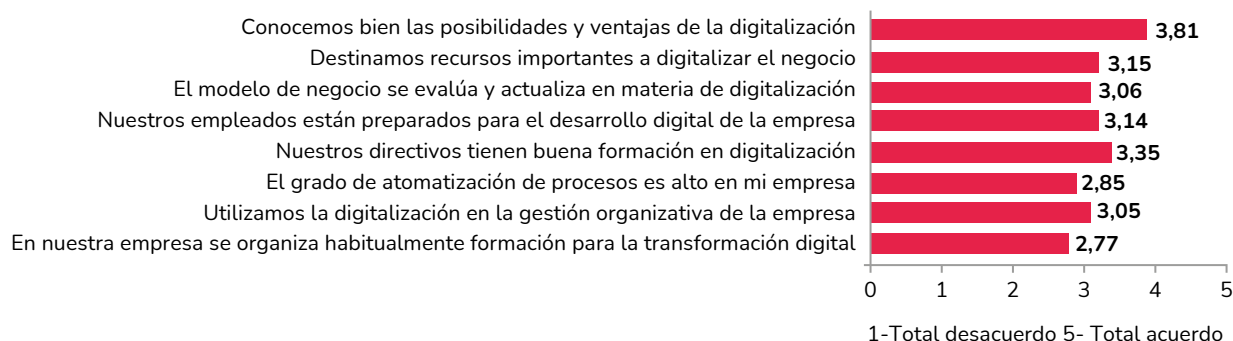 Conocemos bien las posibilidades y ventajas de la digitalización 3,81
Destinamos recursos importantes a digitalizar el negocio 3,15
El modelo de negocio se evalúa y actualiza en materia de digitalización 3,06
Nuestros empleados están preparados para el desarrollo digital de la empresa 3,14
Nuestros directivos tienen buena formación en digitalización 3,35
El grado de atomatización de procesos es alto en mi empresa 2,85
Utilizamos la digitalización en la gestión organizativa de la empresa 3,05
En nuestra empresa se organiza habitualmente formación para la transformación digital 2,77
0 1 2 3 4 5
1-Total desacuerdo 5- Total acuerdo